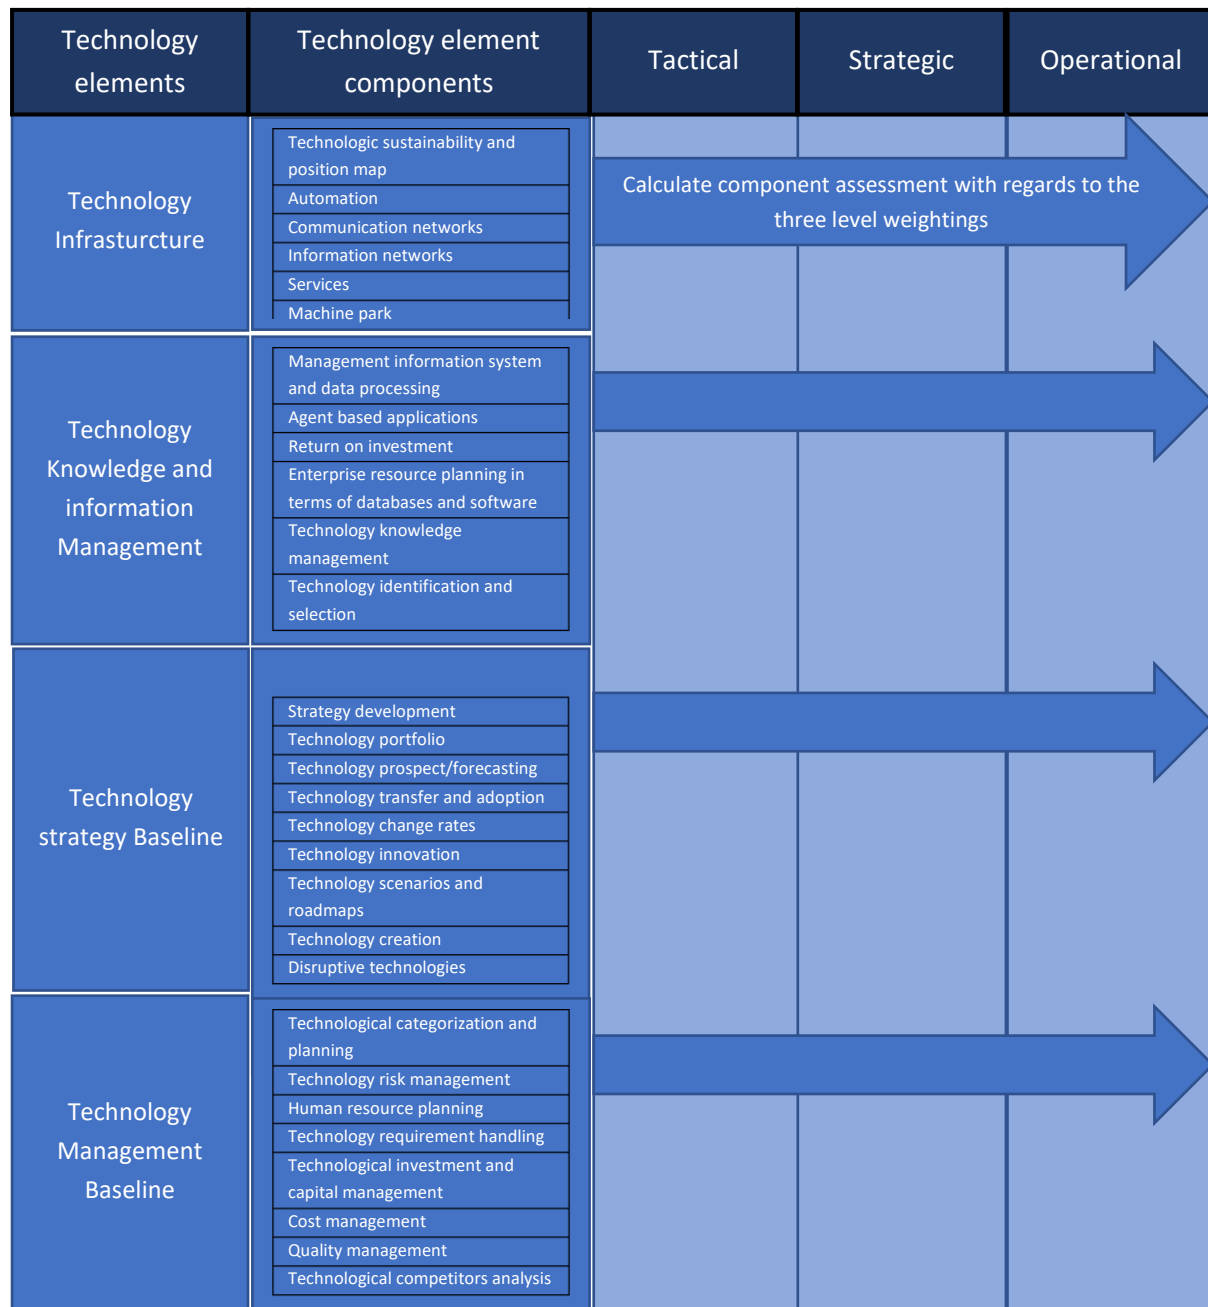 Technology
elements
Technology element
components
Tactical
Strategic
Operational
Technology
Infrasturcture
Technologic sustainability and
position map
Automation
Communication networks
Information networks
Services
Machine park
Calculate component assessment with regards to the
three level weightings
Technology
Knowledge and
information
Management
Management information system
and data processing
Agent based applications
Return on investment
Enterprise resource planning in
terms of databases and software
Technology knowledge
management
Technology identification and
selection
Technology
strategy Baseline
Strategy development
Technology portfolio
Technology prospect/forecasting
Technology transfer and adoption
Technology change rates
Technology innovation
Technology scenarios and
roadmaps
Technology creation
Disruptive technologies
Technology
Management
Baseline
Technological categorization and
planning
Technology risk management
Human resource planning
Technology requirement handling
Technological investment and
capital management
Cost management
Quality management
Technological competitors analysis